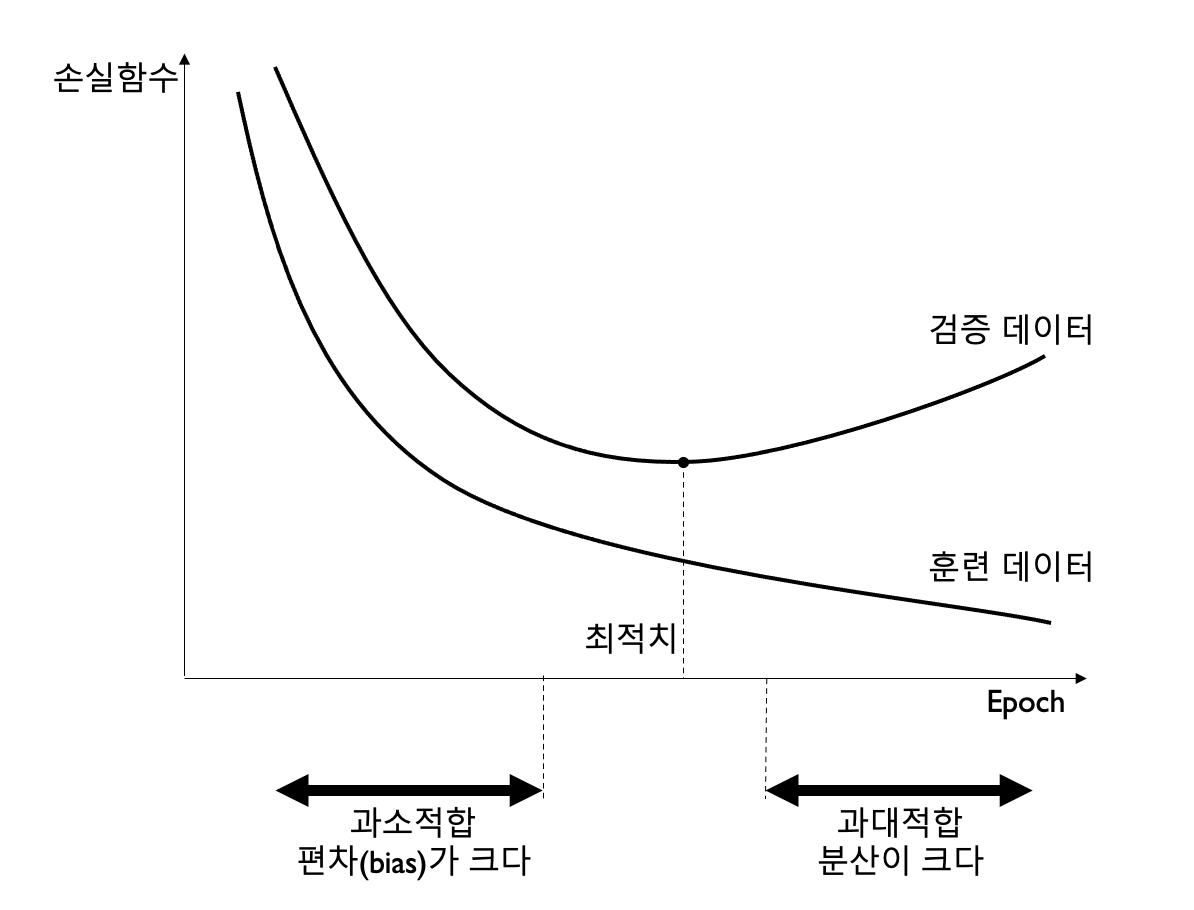 손실함수
검증 데이터
훈련 데이터
최적치
Epoch
과소적합
편차(bias)가 크다
과대적합
분산이 크다